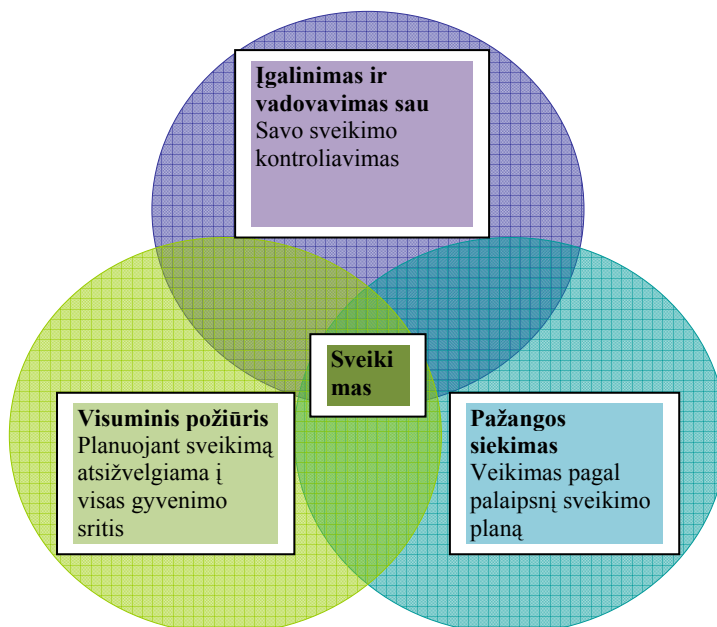 Įgalinimas ir
vadovavimas sau
Savo sveikimo
kontroliavimas
Sveiki
mas
Visuminis požiūris
Planuojant sveikimą
atsižvelgiama į
visas gyvenimo
sritis
Pažangos
siekimas
Veikimas pagal
palaipsnį sveikimo
planą